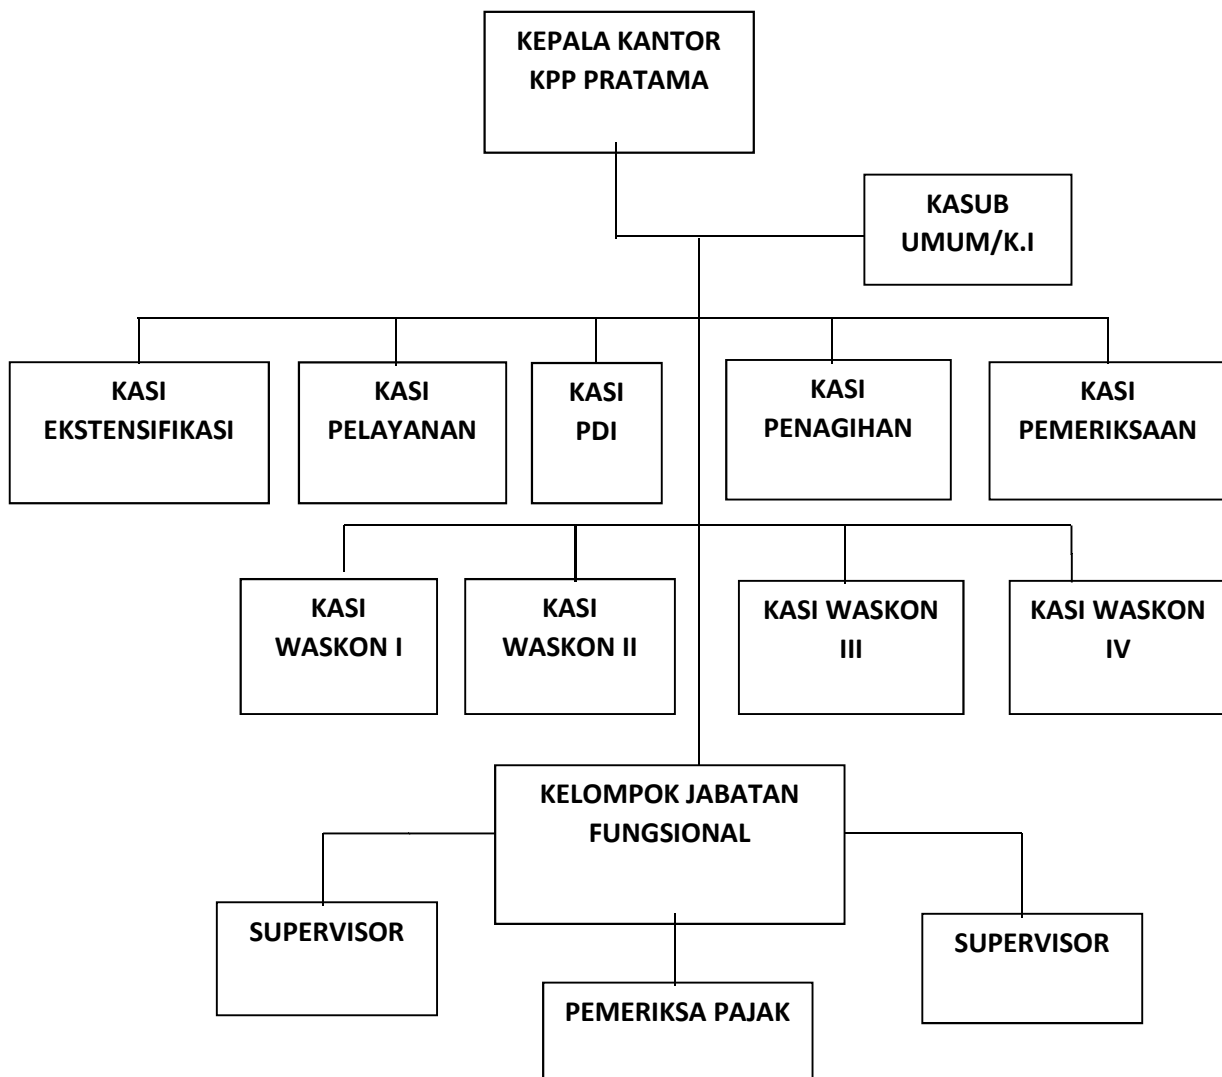 KEPALA KANTOR
KPP PRATAMA
KASUB
UMUM/K.I
KASI
EKSTENSIFIKASI
KASI
PELAYANAN
KASI
PDI
KASI
PENAGIHAN
KASI
PEMERIKSAAN
KASI
WASKON I
KASI
WASKON II
KASI WASKON
III
KASI WASKON
IV
KELOMPOK JABATAN
FUNGSIONAL
SUPERVISOR
SUPERVISOR
PEMERIKSA PAJAK